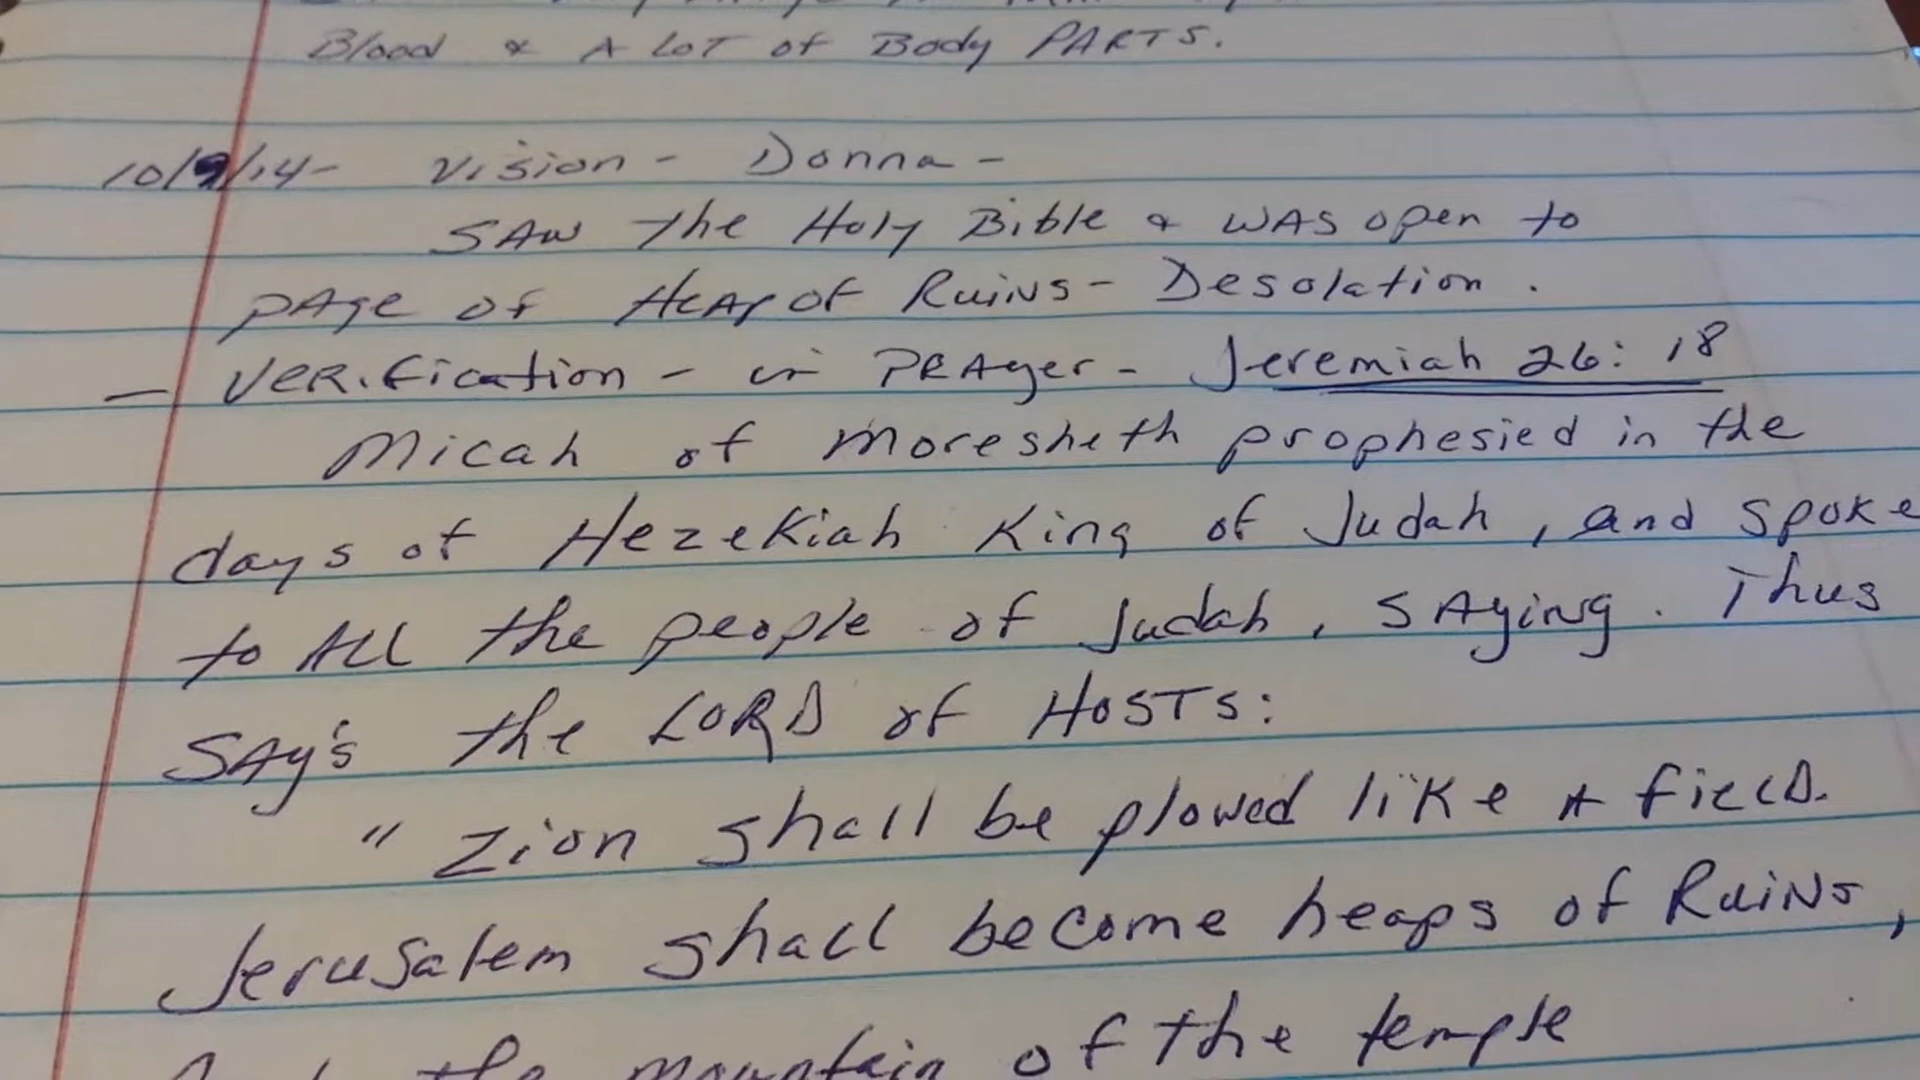 Blood & A LOT of Body PARTS.
10/9/14- Vision - Donna -
SAW the Holy Bible & WAS open to
PAge of HeAp of RuiNs - Desolation.
- VeRification - in PRAyer - Jeremiah 26:18
Micah of Moresheth prophesied in the
days of Hezekiah King of Judah, and spoke
to ALL the people of Judah, SAYiNg. Thus
SAY's the LORD of HOSTS:
" Zion shall be plowed like A field.
Jerusalem shall become heaps of RuiNs,
the mountain of the temple